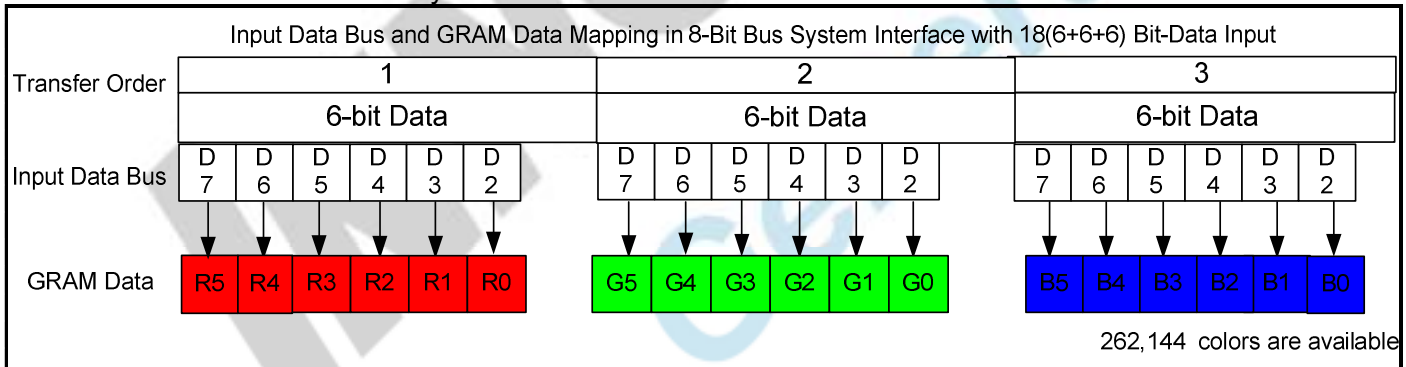 Input Data Bus and GRAM Data Mapping in 8-Bit Bus System Interface with 18(6+6+6) Bit-Data Input
Transfer Order 1 2 3
6-bit Data 6-bit Data 6-bit Data
Input Data Bus D7 D6 D5 D4 D3 D2 D7 D6 D5 D4 D3 D2 D7 D6 D5 D4 D3 D2
GRAM Data R5 R4 R3 R2 R1 R0 G5 G4 G3 G2 G1 G0 B5 B4 B3 B2 B1 B0
262,144 colors are available